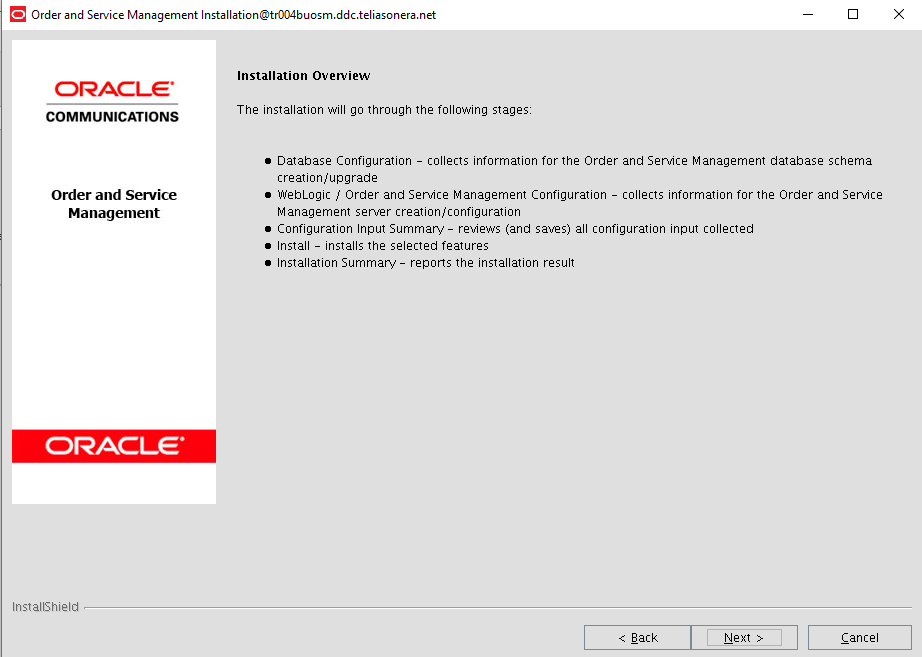 Order and Service Management Installation@tr004buosm.ddc.teliasonera.net
ORACLE
COMMUNICATIONS
Order and Service
Management
ORACLE
Installation Overview
The installation will go through the following stages:
● Database Configuration – collects information for the Order and Service Management database schema
creation/upgrade
● WebLogic / Order and Service Management Configuration – collects information for the Order and Service
Management server creation/configuration
● Configuration Input Summary – reviews (and saves) all configuration input collected
● Install – installs the selected features
● Installation Summary – reports the installation result
InstallShield
< Back
Next >
Cancel